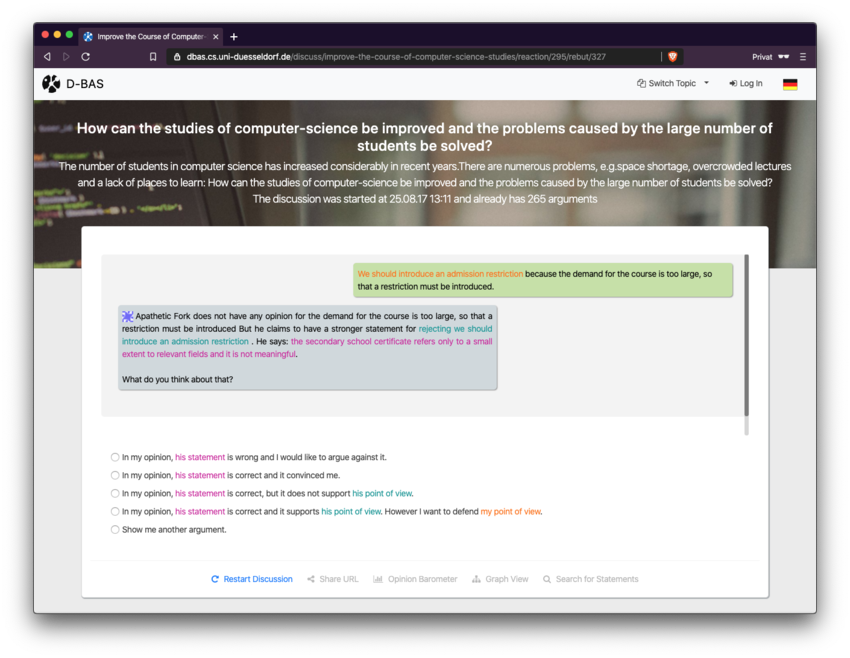 Improve the Course of Computer-
dbas.cs.uni-duesseldorf.de/discuss/improve-the-course-of-computer-science-studies/reaction/295/rebut/327
Privat
D-BAS
Switch Topic
Log In
How can the studies of computer-science be improved and the problems caused by the large number of
students be solved?
The number of students in computer science has increased considerably in recent years.There are numerous problems, e.g.space shortage, overcrowded lectures
and a lack of places to learn: How can the studies of computer-science be improved and the problems caused by the large number of students be solved?
The discussion was started at 25.08.17 13:11 and already has 265 arguments
We should introduce an admission restriction because the demand for the course is too large, so
that a restriction must be introduced.
Apathetic Fork does not have any opinion for the demand for the course is too large, so that a
restriction must be introduced But he claims to have a stronger statement for rejecting we should
introduce an admission restriction . He says: the secondary school certificate refers only to a small
extent to relevant fields and it is not meaningful.
What do you think about that?
In my opinion, his statement is wrong and I would like to argue against it.
In my opinion, his statement is correct and it convinced me.
In my opinion, his statement is correct, but it does not support his point of view.
In my opinion, his statement is correct and it supports his point of view. However I want to defend my point of view.
Show me another argument.
Restart Discussion
Share URL
Opinion Barometer
Graph View
Search for Statements